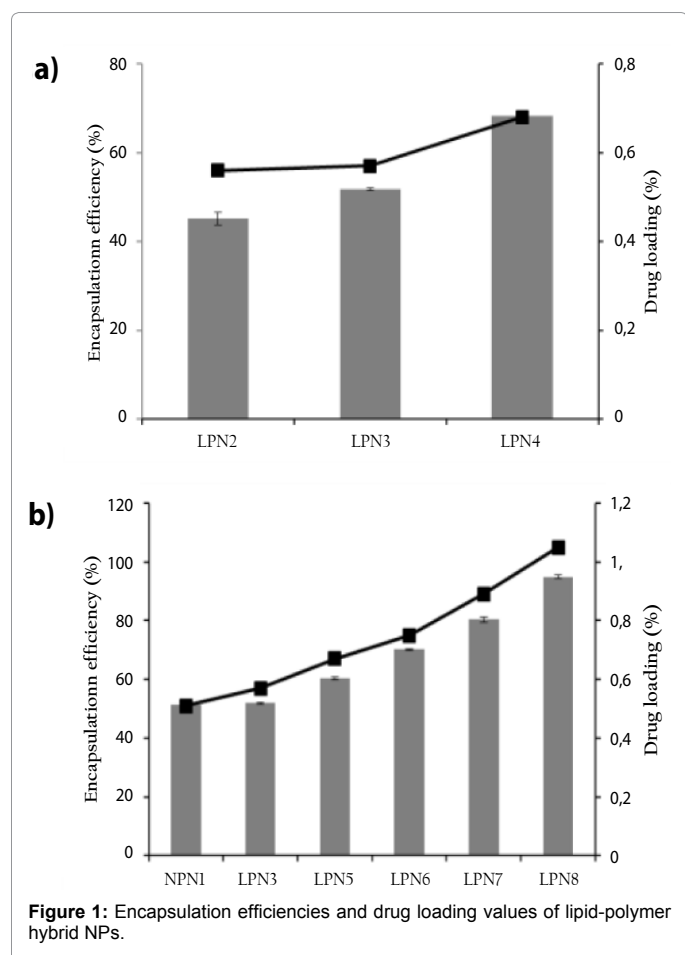 a)
80
60
40
20
0
Encapsulationn efficiency (%)
0,8
0,6
0,4
0,2
0
Drug loading (%)
LPN2 LPN3 LPN4
b)
120
100
80
60
40
20
0
Encapsulationn efficiency (%)
1,2
1,
0,8
0,6
0,4
0,2
0
Drug loading (%)
NPN1 LPN3 LPN5 LPN6 LPN7 LPN8
Figure 1: Encapsulation efficiencies and drug loading values of lipid-polymer
hybrid NPs.